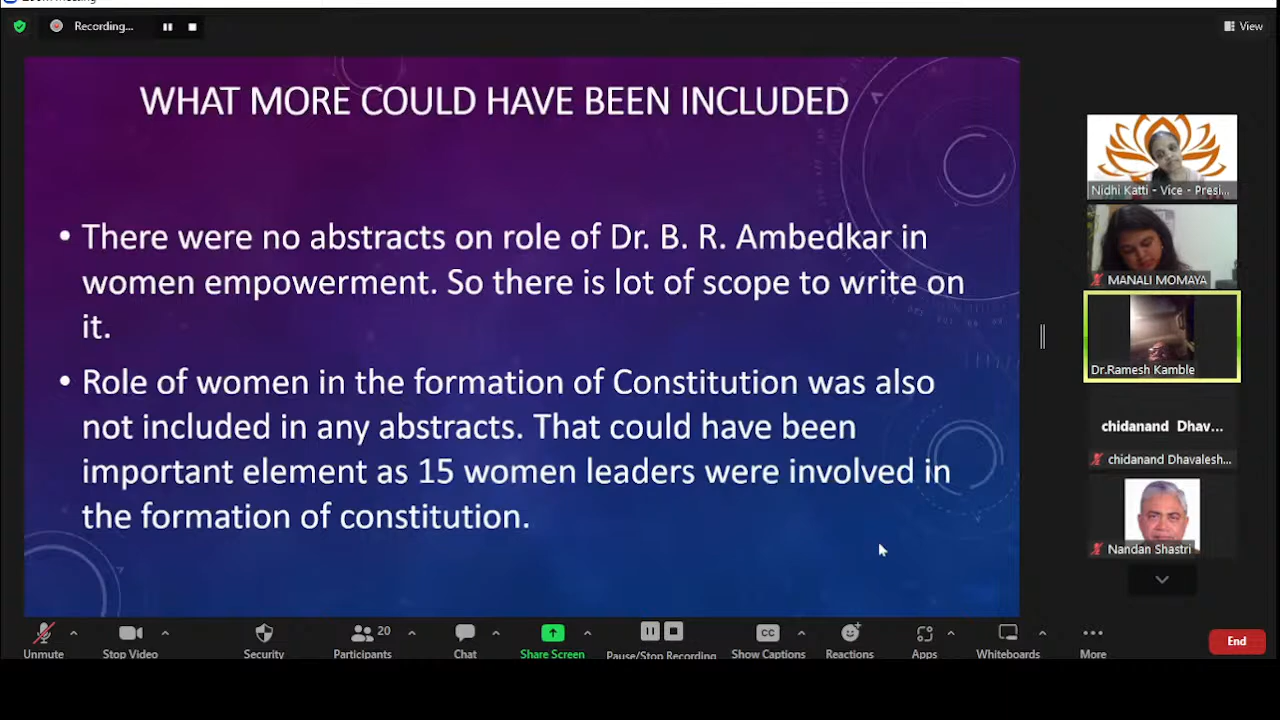 Zoom Meeting
Recording...
View
WHAT MORE COULD HAVE BEEN INCLUDED
• There were no abstracts on role of Dr. B. R. Ambedkar in
women empowerment. So there is lot of scope to write on
it.
• Role of women in the formation of Constitution was also
not included in any abstracts. That could have been
important element as 15 women leaders were involved in
the formation of constitution.
Nidhi Katti - Vice - Presi...
MANALI MOMAYA
Dr.Ramesh Kamble
chidanand Dhav...
chidanand Dhavalesh...
Nandan Shastri
Unmute
Stop Video
Security
Participants
20
Chat
Share Screen
Pause/Stop Recording
CC
Show Captions
Reactions
Apps
Whiteboards
More
End